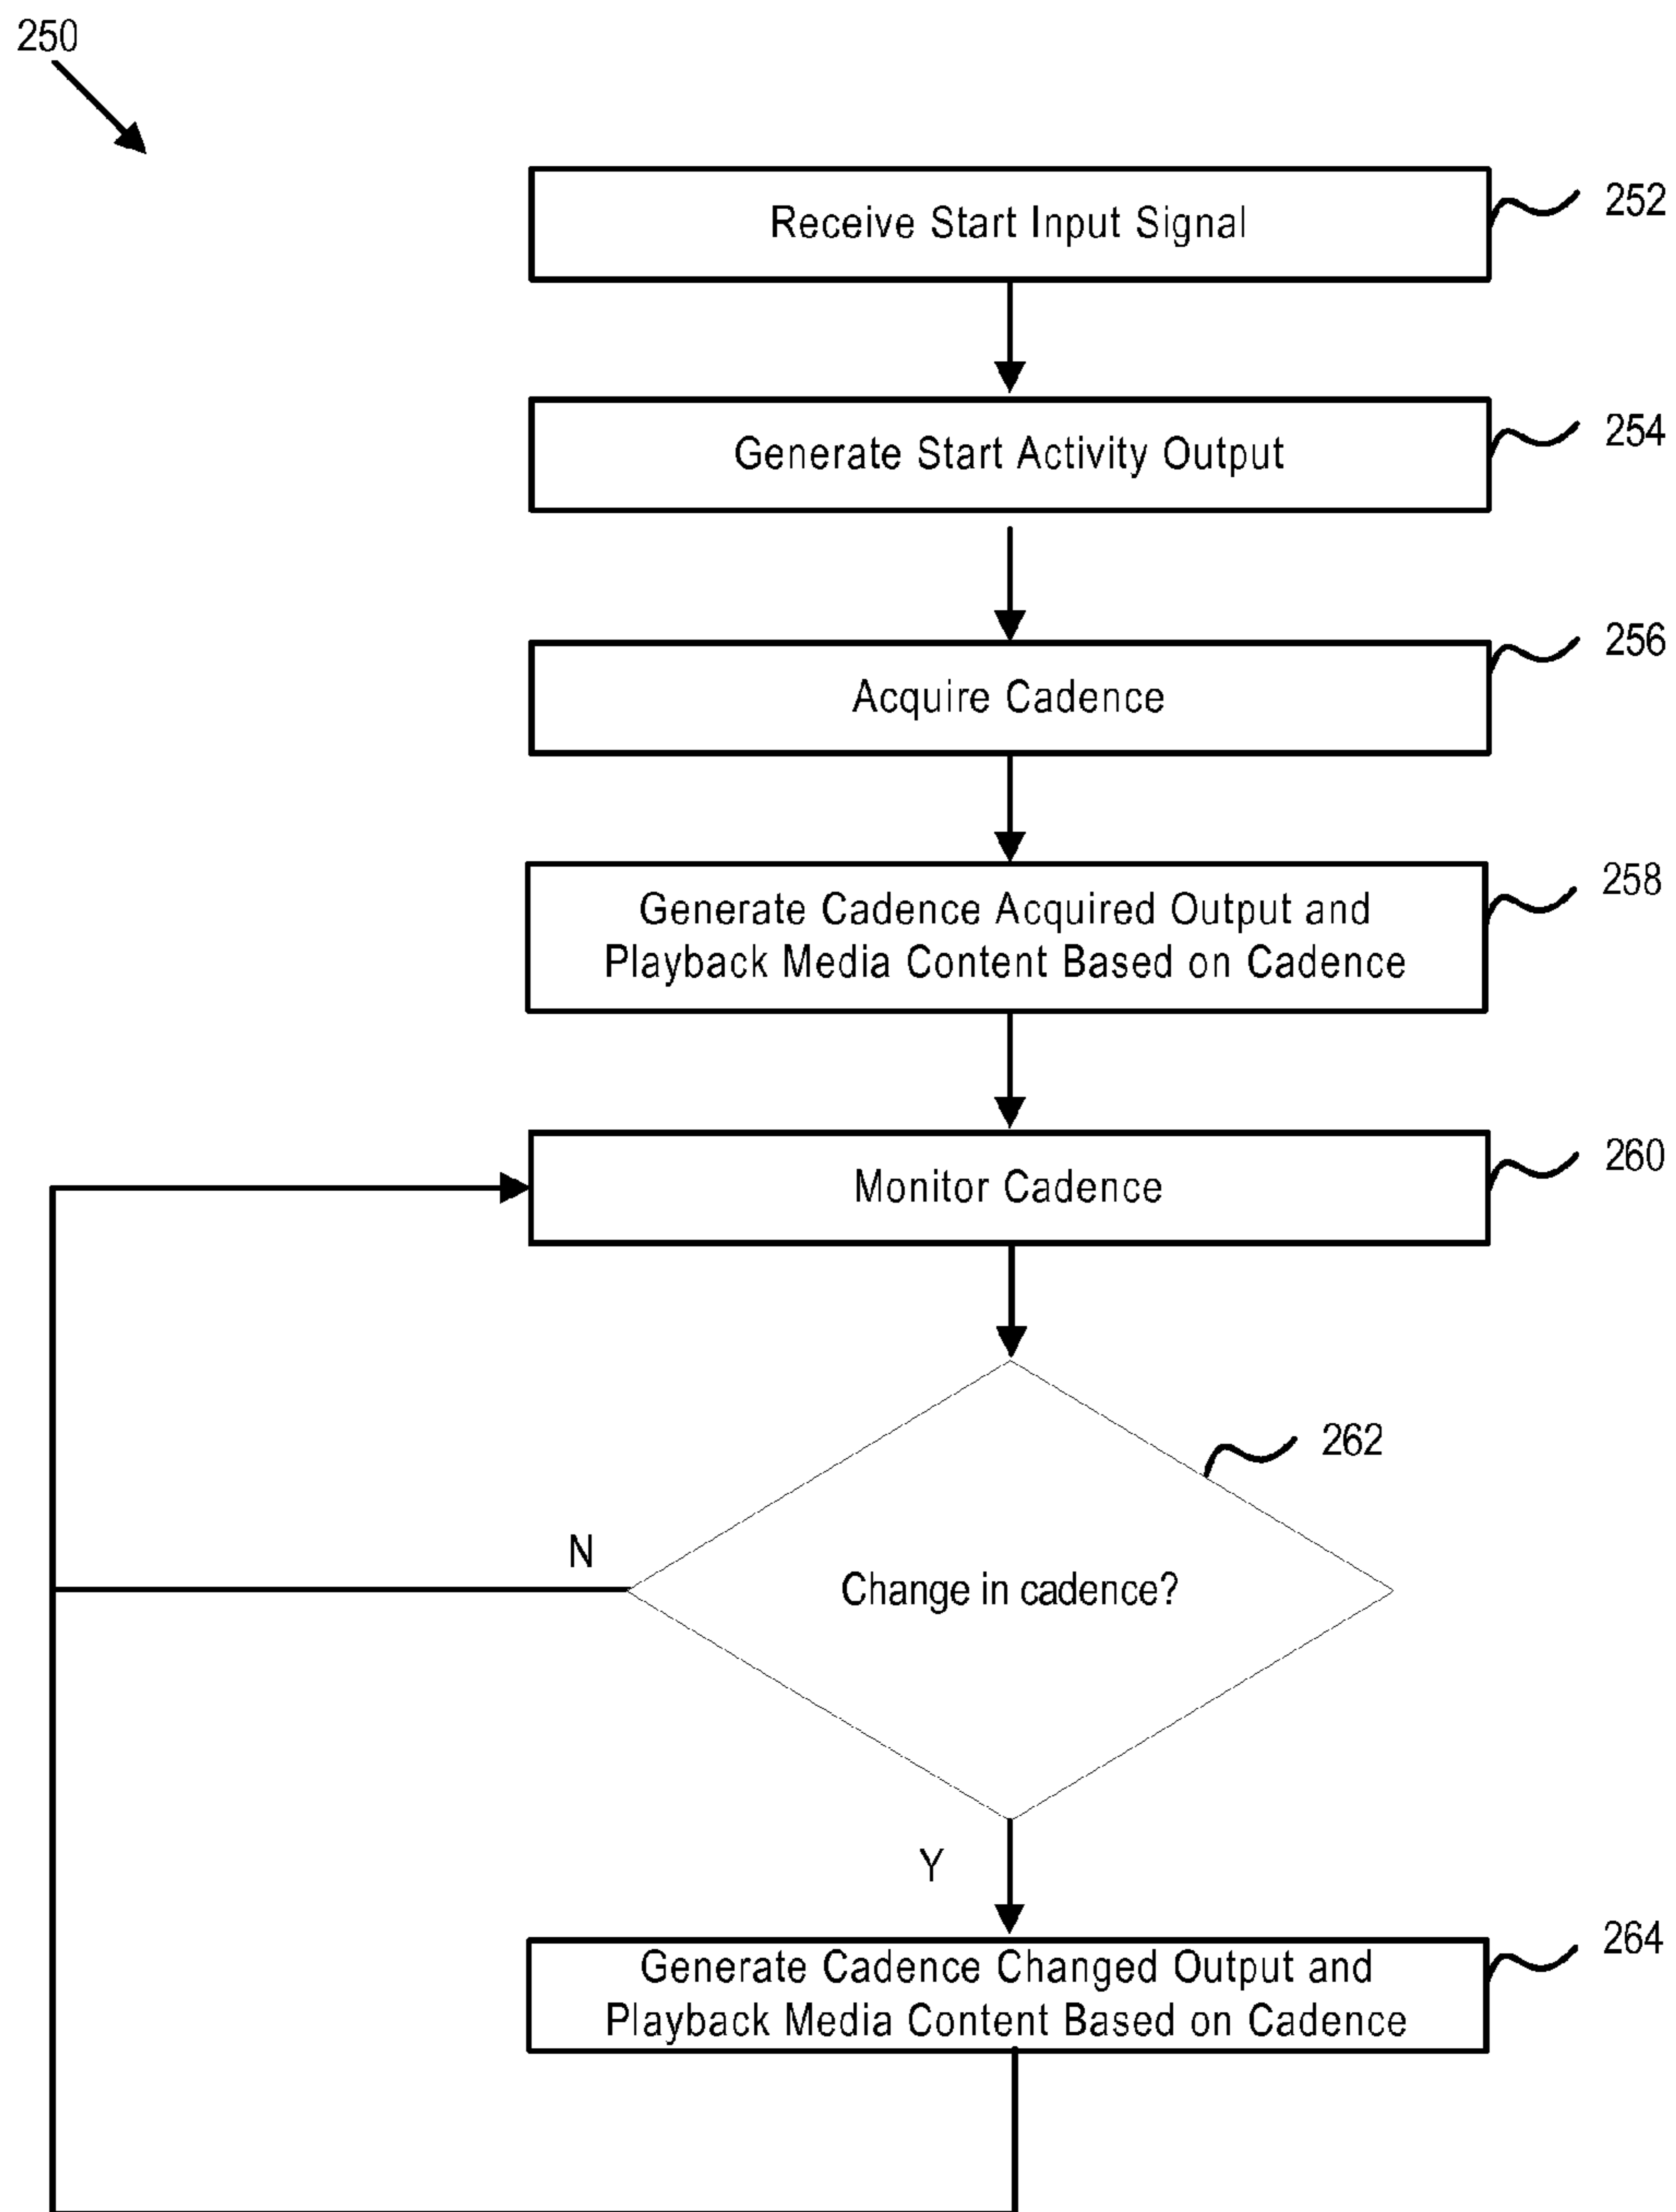 250
Receive Start Input Signal
252
Generate Start Activity Output
254
Acquire Cadence
256
Generate Cadence Acquired Output and
Playback Media Content Based on Cadence
258
Monitor Cadence
260
262
N
Change in cadence?
Y
Generate Cadence Changed Output and
Playback Media Content Based on Cadence
264